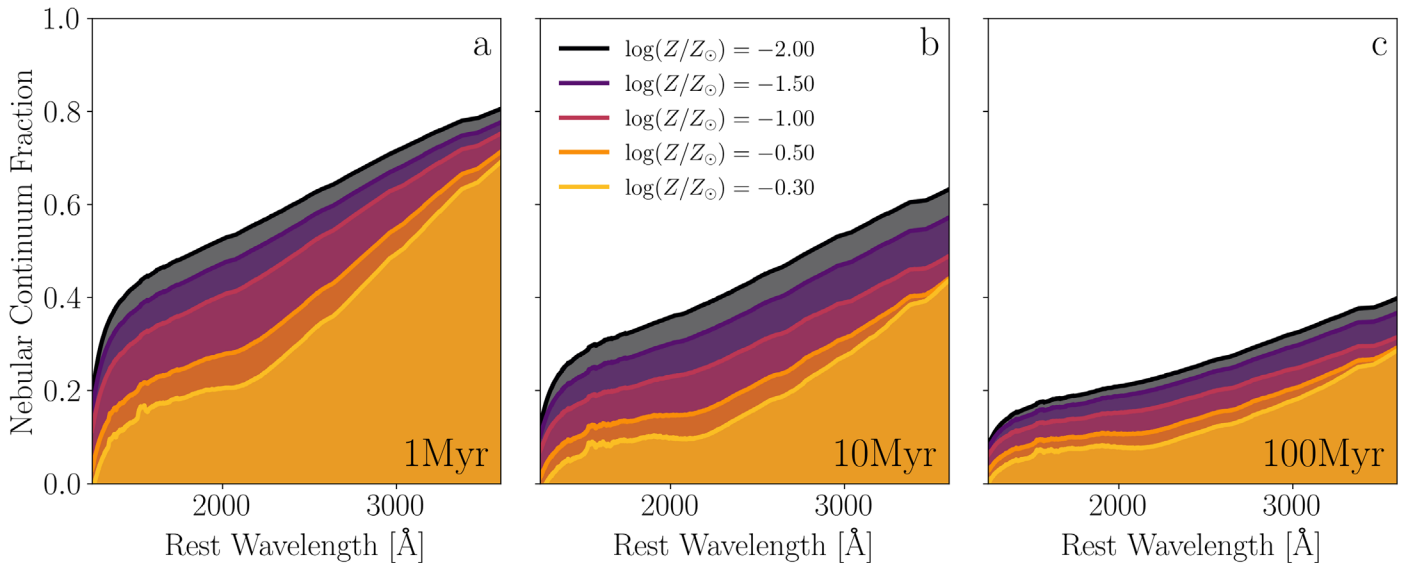 Nebular Continuum Fraction
1.0
0.8
0.6
0.4
0.2
0.0
a
1Myr
2000
3000
Rest Wavelength [Å]
b
log(Z/Z⊙) = −2.00
log(Z/Z⊙) = −1.50
log(Z/Z⊙) = −1.00
log(Z/Z⊙) = −0.50
log(Z/Z⊙) = −0.30
10Myr
2000
3000
Rest Wavelength [Å]
c
100Myr
2000
3000
Rest Wavelength [Å]